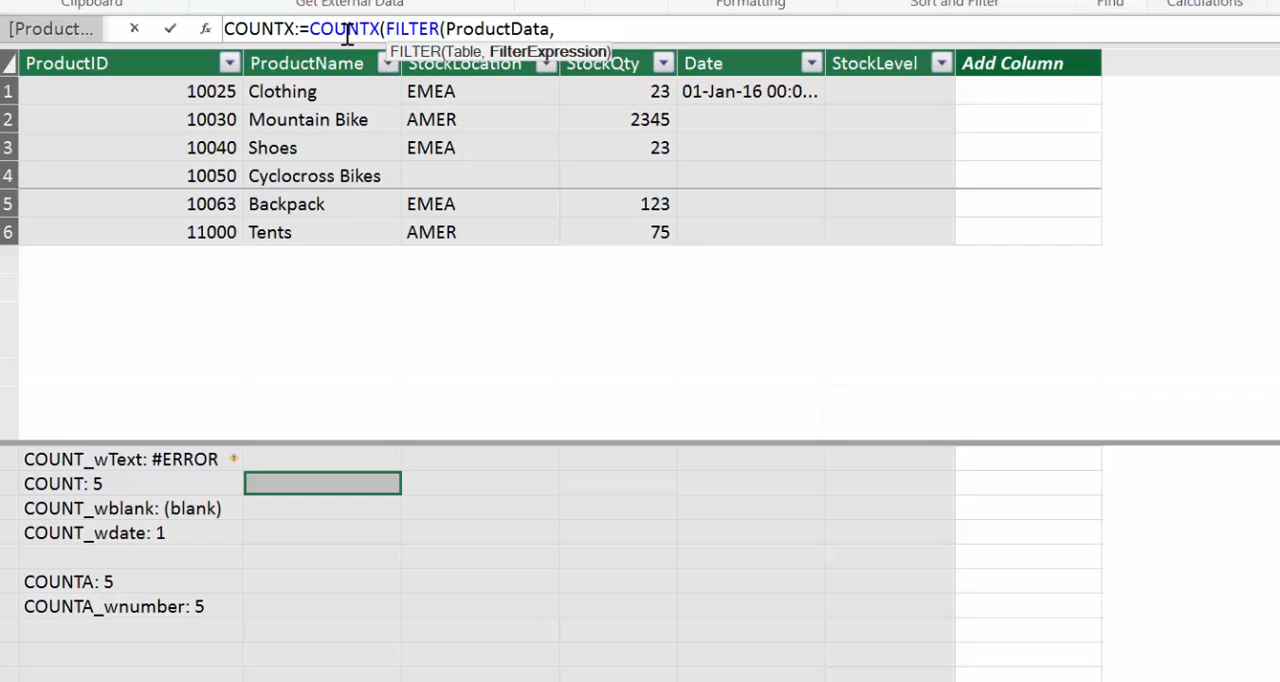 Clipboard Get External Data Formatting Sort and Filter Find Calculations
[Product... fx COUNTX:=COUNTX(FILTER(ProductData,
FILTER(Table, FilterExpression)
ProductID ProductName StockLocation StockQty Date StockLevel Add Column
1 10025 Clothing EMEA 23 01-Jan-16 00:0...
2 10030 Mountain Bike AMER 2345
3 10040 Shoes EMEA 23
4 10050 Cyclocross Bikes
5 10063 Backpack EMEA 123
6 11000 Tents AMER 75
COUNT_wText: #ERROR
COUNT: 5
COUNT_wblank: (blank)
COUNT_wdate: 1
COUNTA: 5
COUNTA_wnumber: 5